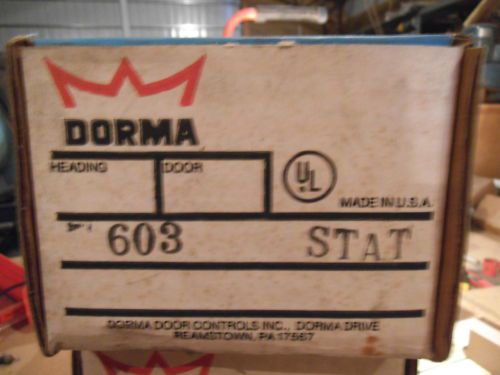 DORMA
HEADING DOOR
UL
MADE IN U.S.A.
603 STAT
DORMA DOOR CONTROLS INC., DORMA DRIVE
REAMSTOWN, PA 17567